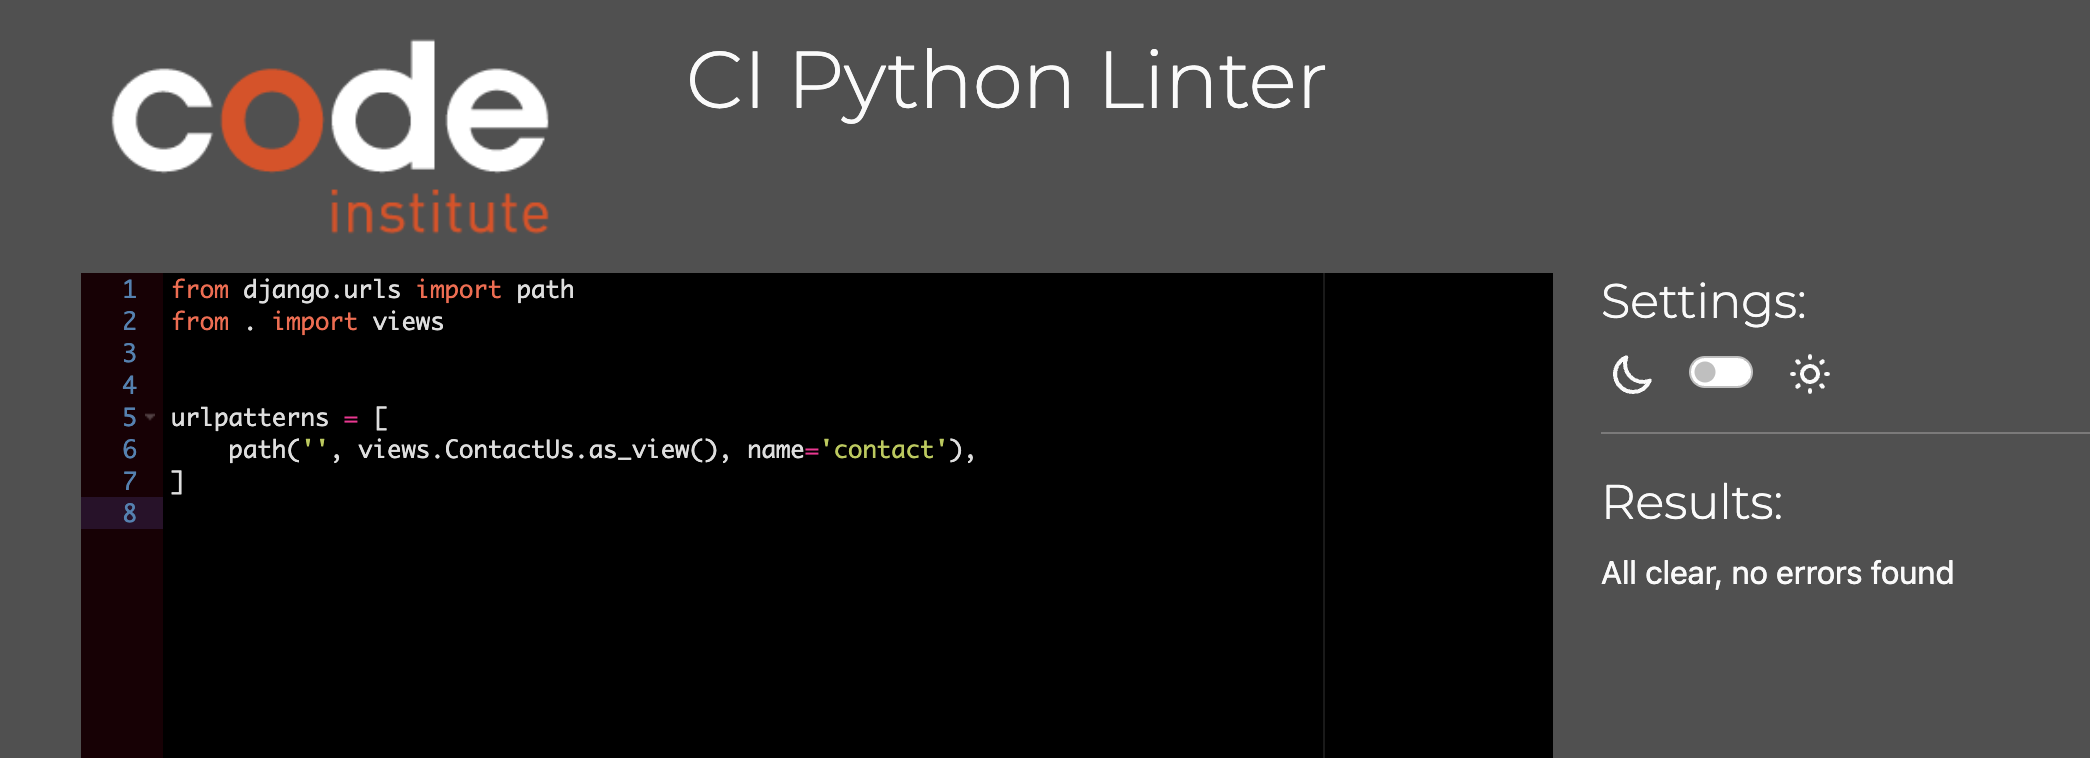 code
institute
CI Python Linter
1 from django.urls import path
2 from . import views
3
4
5 urlpatterns = [
6     path('', views.ContactUs.as_view(), name='contact'),
7 ]
8
Settings:
Results:
All clear, no errors found